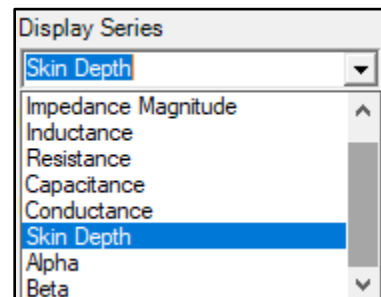 Display Series
Skin Depth
Impedance Magnitude
Inductance
Resistance
Capacitance
Conductance
Skin Depth
Alpha
Beta